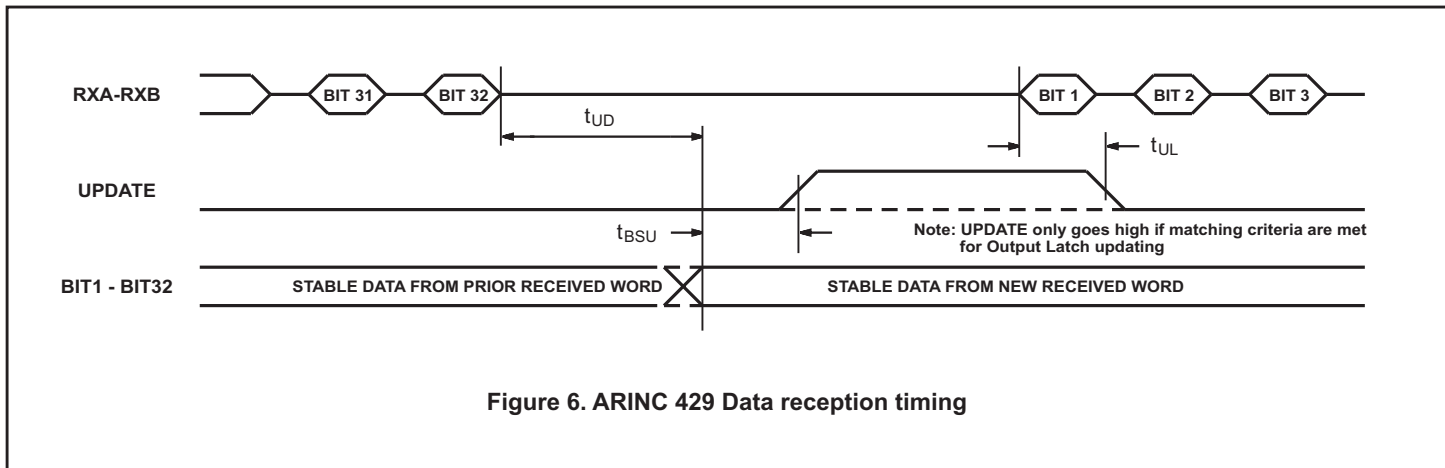 RXA-RXB
BIT 31
BIT 32
BIT 1
BIT 2
BIT 3
tUD
tUL
UPDATE
tBSU
Note: UPDATE only goes high if matching criteria are met
for Output Latch updating
BIT1 - BIT32
STABLE DATA FROM PRIOR RECEIVED WORD
STABLE DATA FROM NEW RECEIVED WORD
Figure 6. ARINC 429 Data reception timing